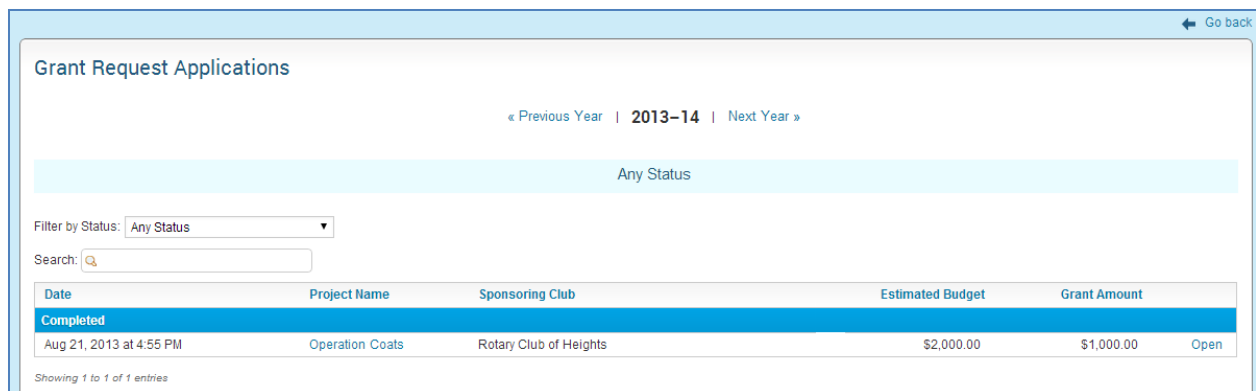 Go back
Grant Request Applications
« Previous Year | 2013–14 | Next Year »
Any Status
Filter by Status: Any Status
Search:
Date Project Name Sponsoring Club Estimated Budget Grant Amount
Completed
Aug 21, 2013 at 4:55 PM Operation Coats Rotary Club of Heights $2,000.00 $1,000.00 Open
Showing 1 to 1 of 1 entries